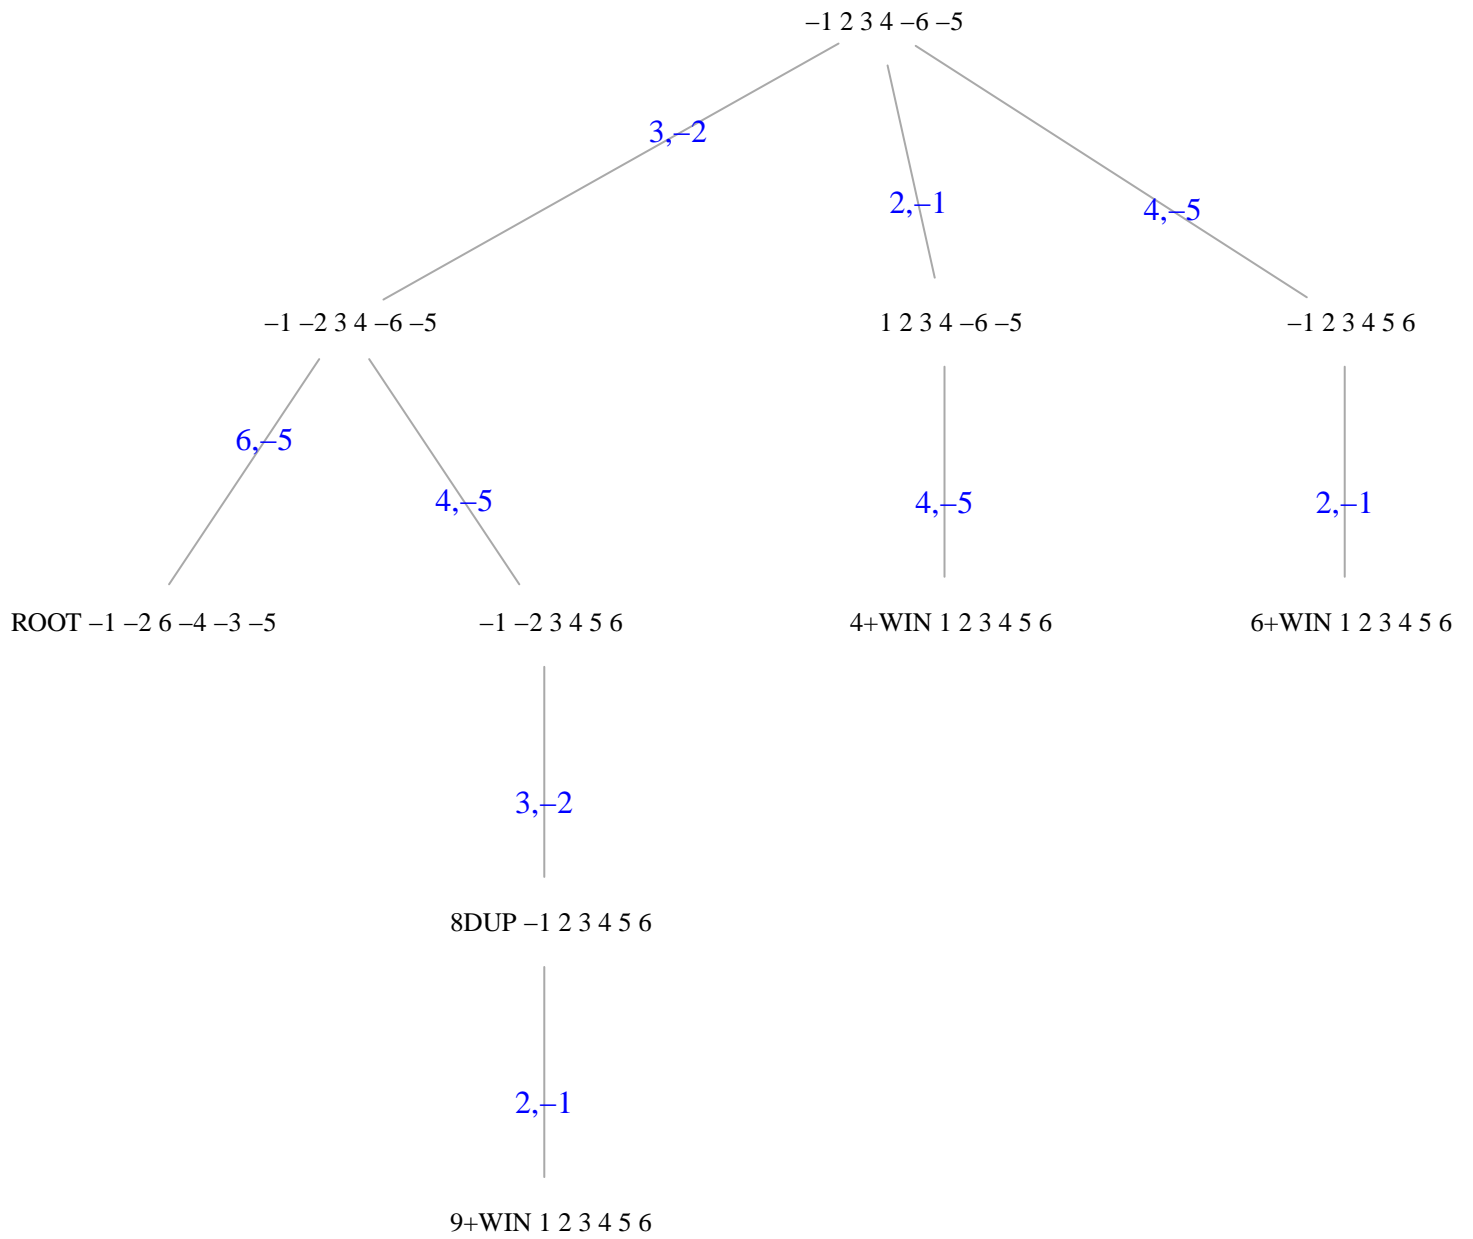 –1 2 3 4 –6 –5
3,–2
2,–1
4,–5
–1 –2 3 4 –6 –5
1 2 3 4 –6 –5
–1 2 3 4 5 6
6,–5
4,–5
4,–5
2,–1
ROOT –1 –2 6 –4 –3 –5
–1 –2 3 4 5 6
4+WIN 1 2 3 4 5 6
6+WIN 1 2 3 4 5 6
3,–2
8DUP –1 2 3 4 5 6
2,–1
9+WIN 1 2 3 4 5 6